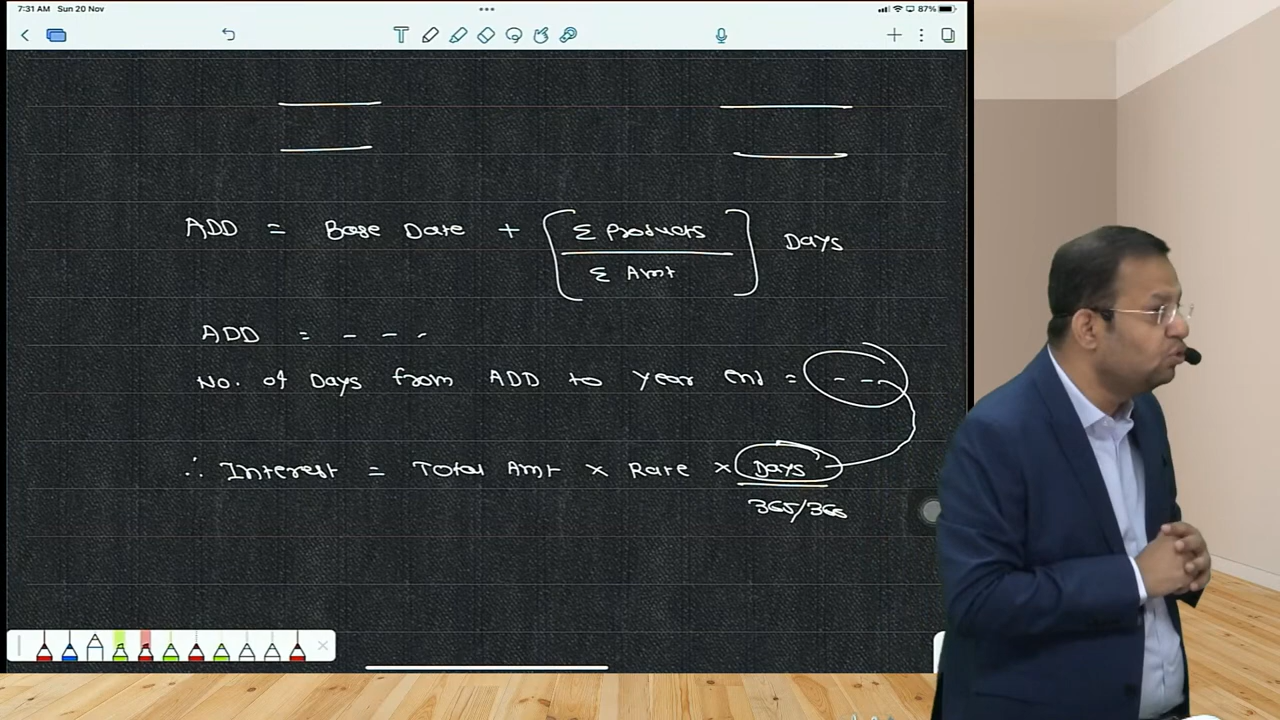 7:31 AM Sun 20 Nov
87%
ADD = Base Date + [ Σ Products / Σ Amt ] Days
ADD = - - -
No. of Days from ADD to year end = - -
∴ Interest = Total Amt × Rate × Days
365/366